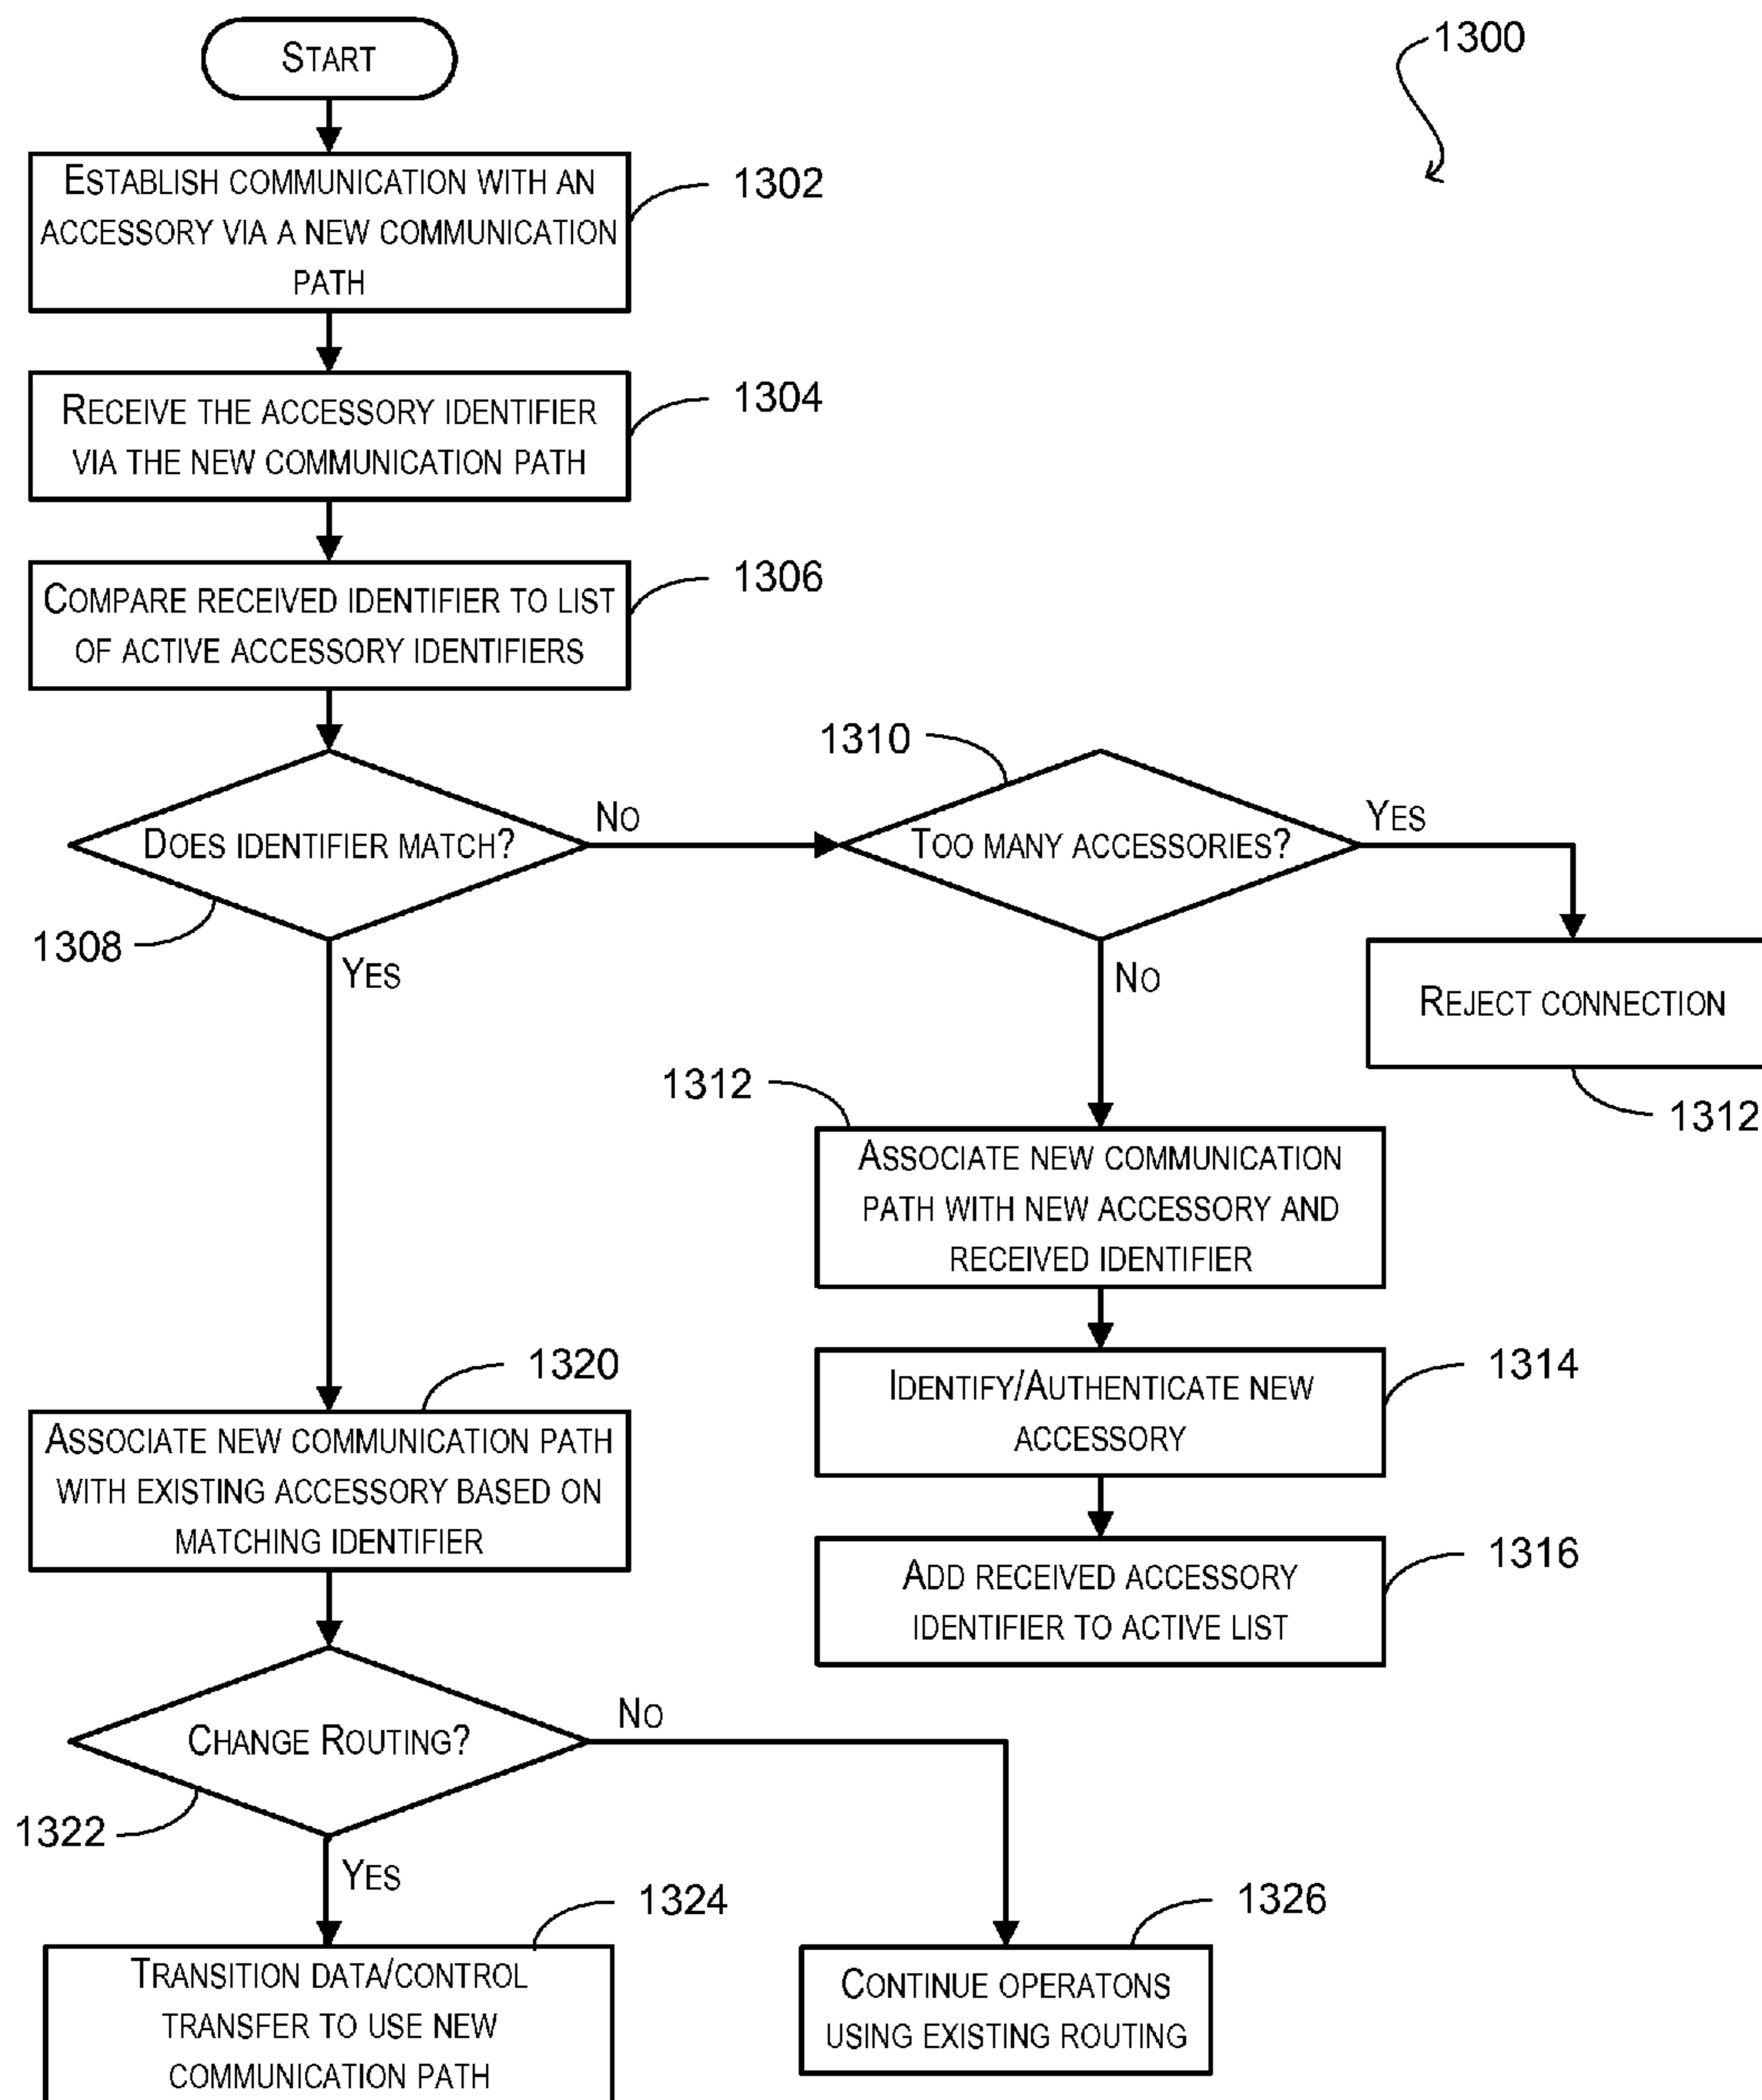 START
1300
ESTABLISH COMMUNICATION WITH AN
ACCESSORY VIA A NEW COMMUNICATION
PATH
1302
RECEIVE THE ACCESSORY IDENTIFIER
VIA THE NEW COMMUNICATION PATH
1304
COMPARE RECEIVED IDENTIFIER TO LIST
OF ACTIVE ACCESSORY IDENTIFIERS
1306
DOES IDENTIFIER MATCH?
1308
NO
YES
1310
TOO MANY ACCESSORIES?
YES
NO
REJECT CONNECTION
1312
1312
ASSOCIATE NEW COMMUNICATION
PATH WITH NEW ACCESSORY AND
RECEIVED IDENTIFIER
IDENTIFY/AUTHENTICATE NEW
ACCESSORY
1314
ADD RECEIVED ACCESSORY
IDENTIFIER TO ACTIVE LIST
1316
1320
ASSOCIATE NEW COMMUNICATION PATH
WITH EXISTING ACCESSORY BASED ON
MATCHING IDENTIFIER
CHANGE ROUTING?
1322
NO
YES
1324
TRANSITION DATA/CONTROL
TRANSFER TO USE NEW
COMMUNICATION PATH
1326
CONTINUE OPERATONS
USING EXISTING ROUTING